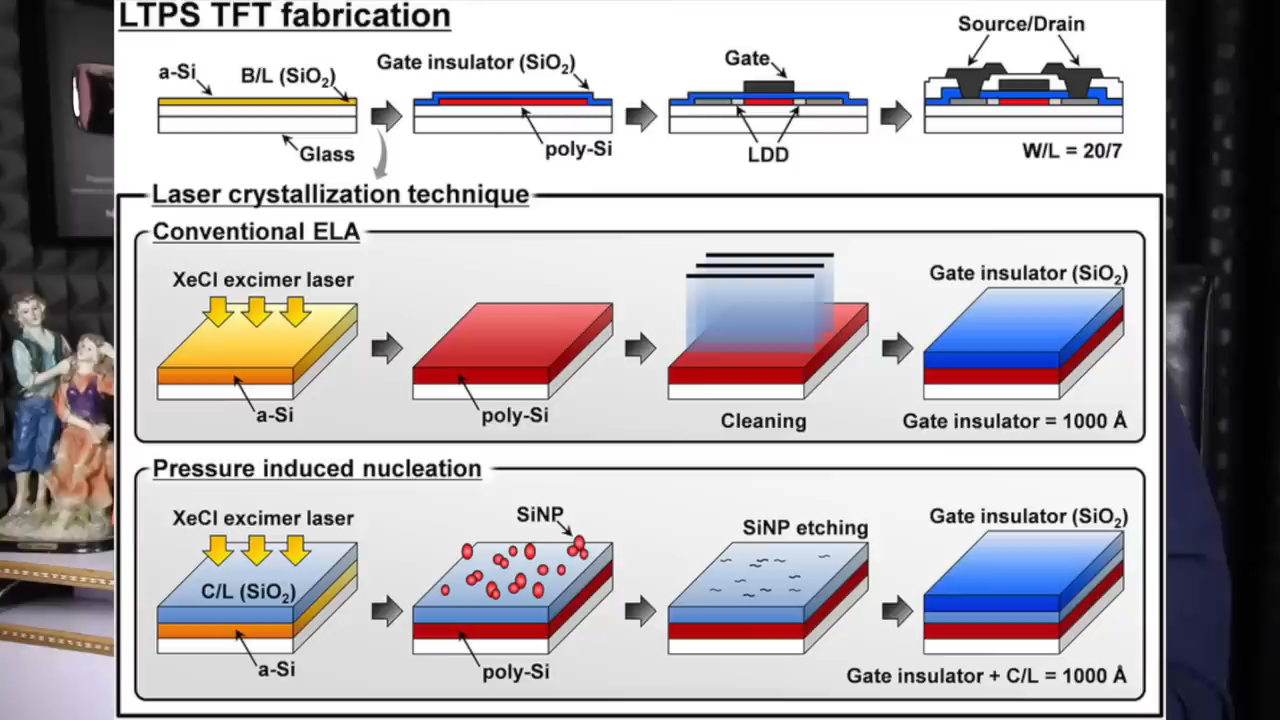 LTPS TFT fabrication
a-Si
B/L (SiO₂)
Glass
Gate insulator (SiO₂)
poly-Si
Gate
LDD
Source/Drain
W/L = 20/7
Laser crystallization technique
Conventional ELA
XeCl excimer laser
a-Si
poly-Si
Cleaning
Gate insulator (SiO₂)
Gate insulator = 1000 Å
Pressure induced nucleation
XeCl excimer laser
C/L (SiO₂)
a-Si
SiNP
poly-Si
SiNP etching
Gate insulator (SiO₂)
Gate insulator + C/L = 1000 Å